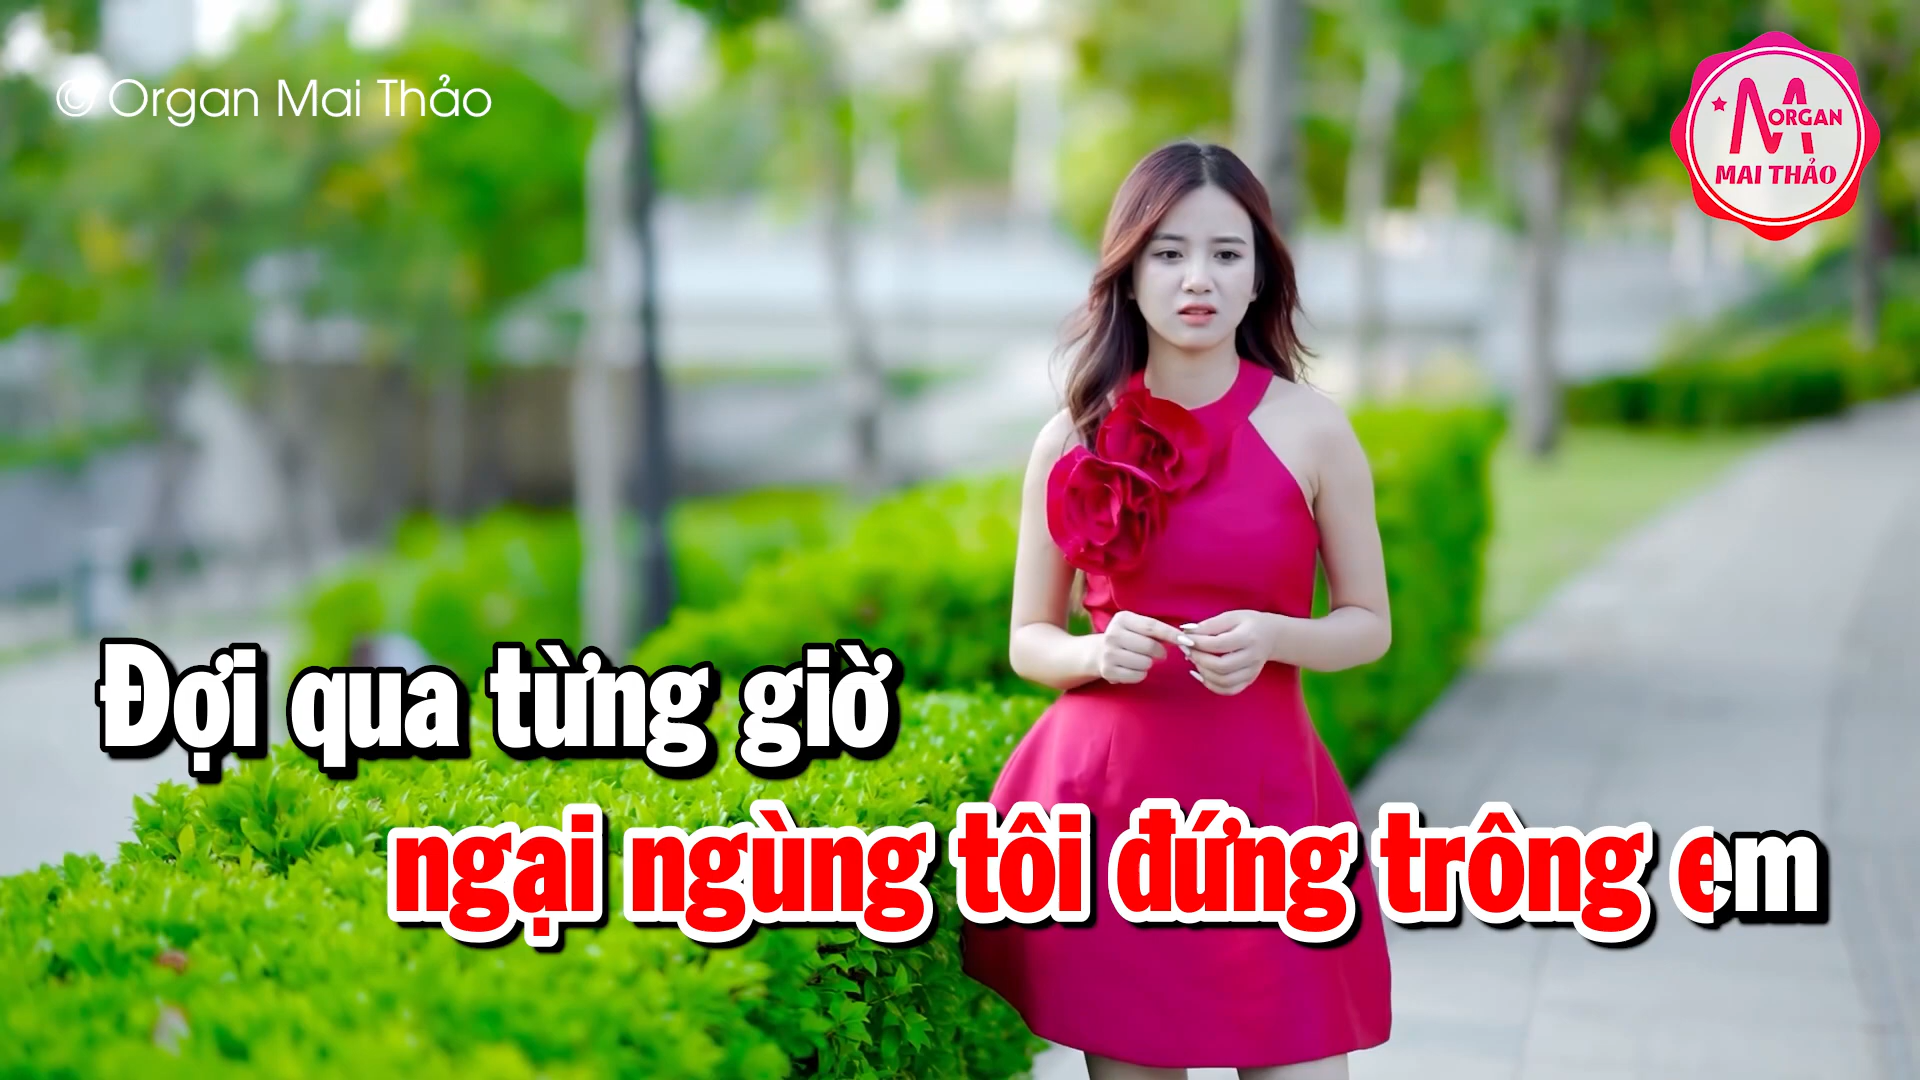 © Organ Mai Thảo
ORGAN
MAI THẢO
Đợi qua từng giờ
ngại ngùng tôi đứng trông em